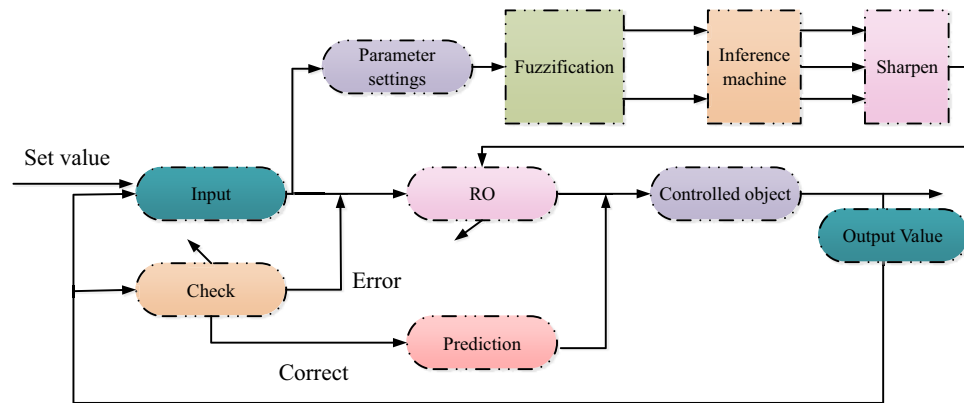 Parameter
settings
Fuzzification
Inference
machine
Sharpen
Set value
Input
RO
Controlled object
Output Value
Check
Error
Prediction
Correct